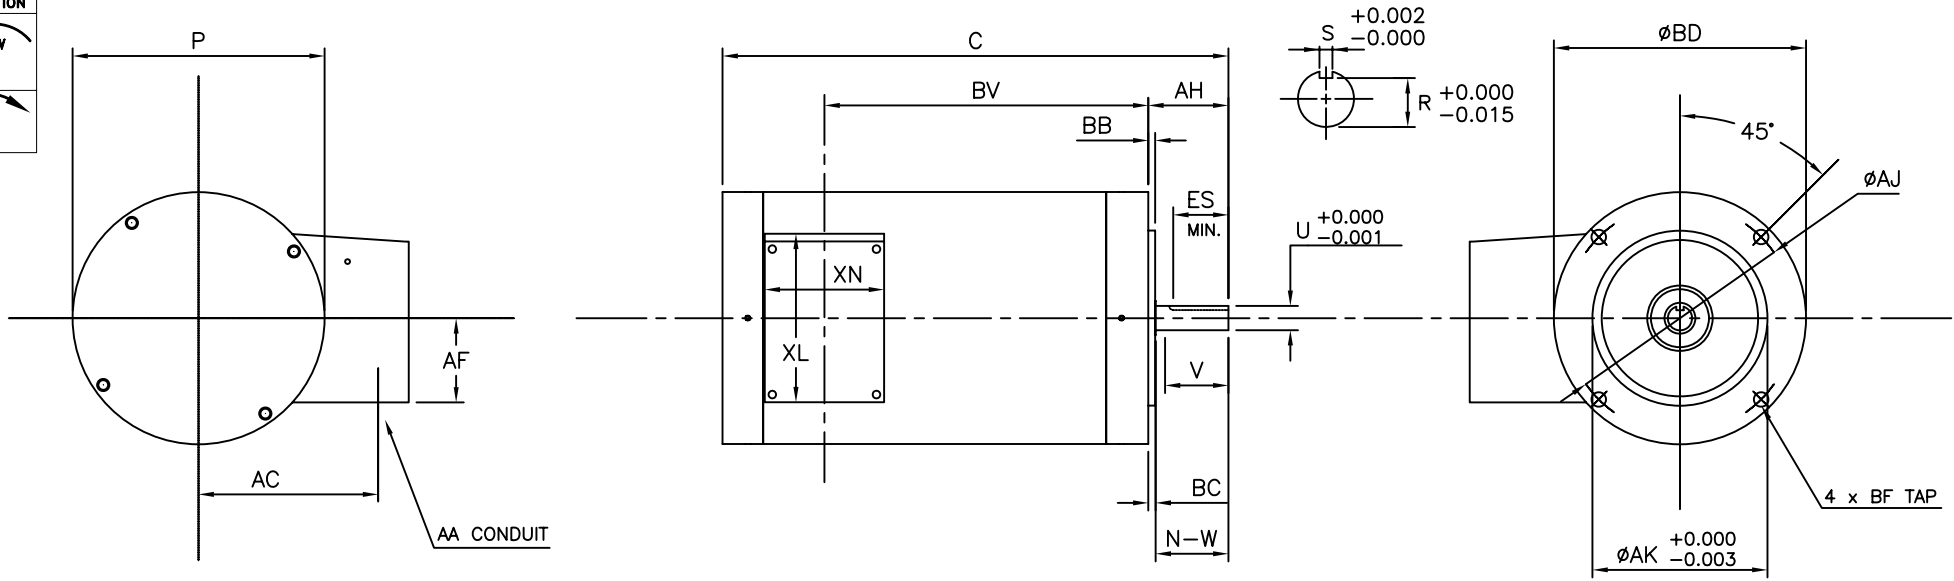 P
AF
AC
AA CONDUIT
C
BV
AH
BB
XN
XL
ES
MIN.
U +0.000
-0.001
V
BC
N-W
S +0.002
-0.000
R +0.000
-0.015
øBD
45°
øAJ
4 x BF TAP
øAK +0.000
-0.003